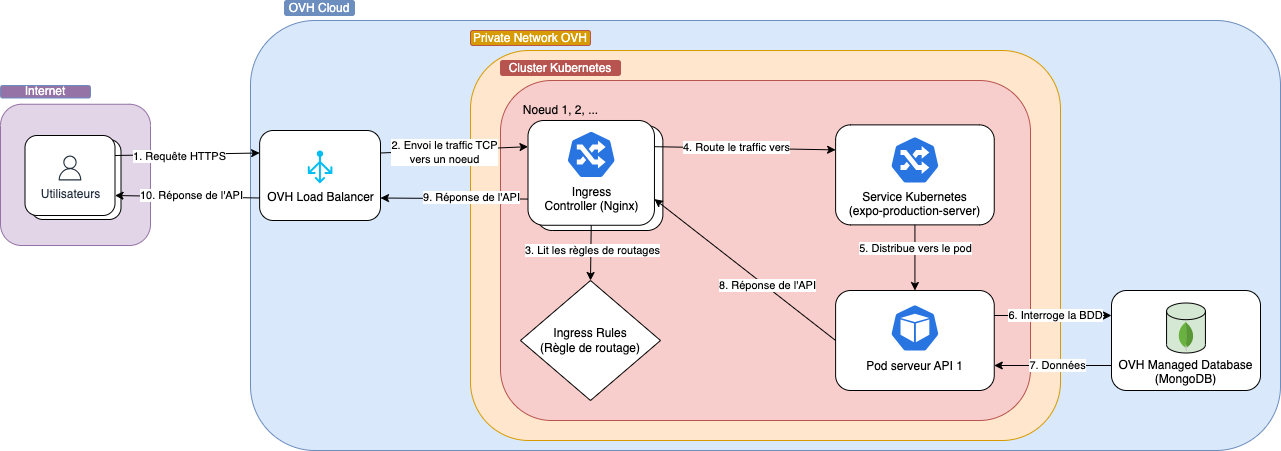 OVH Cloud
Private Network OVH
Cluster Kubernetes
Internet
Noeud 1, 2, ...
Utilisateurs
1. Requête HTTPS
10. Réponse de l'API
OVH Load Balancer
2. Envoi le traffic TCP
vers un noeud
9. Réponse de l'API
Ingress
Controller (Nginx)
3. Lit les règles de routages
Ingress Rules
(Règle de routage)
4. Route le traffic vers
Service Kubernetes
(expo-production-server)
5. Distribue vers le pod
8. Réponse de l'API
Pod serveur API 1
6. Interroge la BDD
7. Données
OVH Managed Database
(MongoDB)